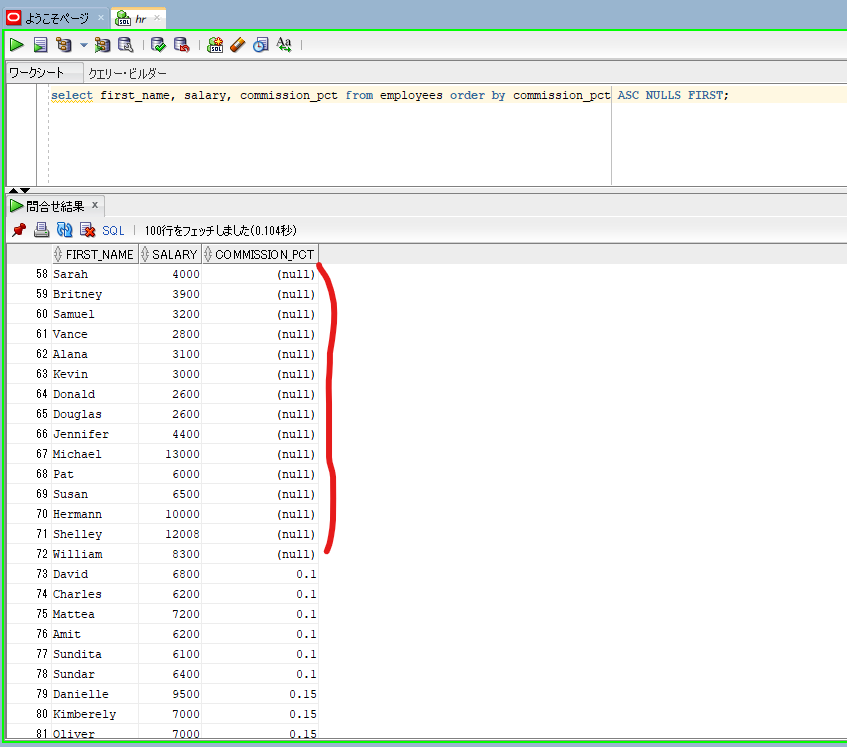 ようこそページ hr
ワークシート クエリー・ビルダー
select first_name, salary, commission_pct from employees order by commission_pct ASC NULLS FIRST;
問合せ結果 x
SQL | 100行をフェッチしました(0.104秒)
FIRST_NAME SALARY COMMISSION_PCT
58 Sarah 4000 (null)
59 Britney 3900 (null)
60 Samuel 3200 (null)
61 Vance 2800 (null)
62 Alana 3100 (null)
63 Kevin 3000 (null)
64 Donald 2600 (null)
65 Douglas 2600 (null)
66 Jennifer 4400 (null)
67 Michael 13000 (null)
68 Pat 6000 (null)
69 Susan 6500 (null)
70 Hermann 10000 (null)
71 Shelley 12008 (null)
72 William 8300 (null)
73 David 6800 0.1
74 Charles 6200 0.1
75 Mattea 7200 0.1
76 Amit 6200 0.1
77 Sundita 6100 0.1
78 Sundar 6400 0.1
79 Danielle 9500 0.15
80 Kimberely 7000 0.15
81 Oliver 7000 0.15